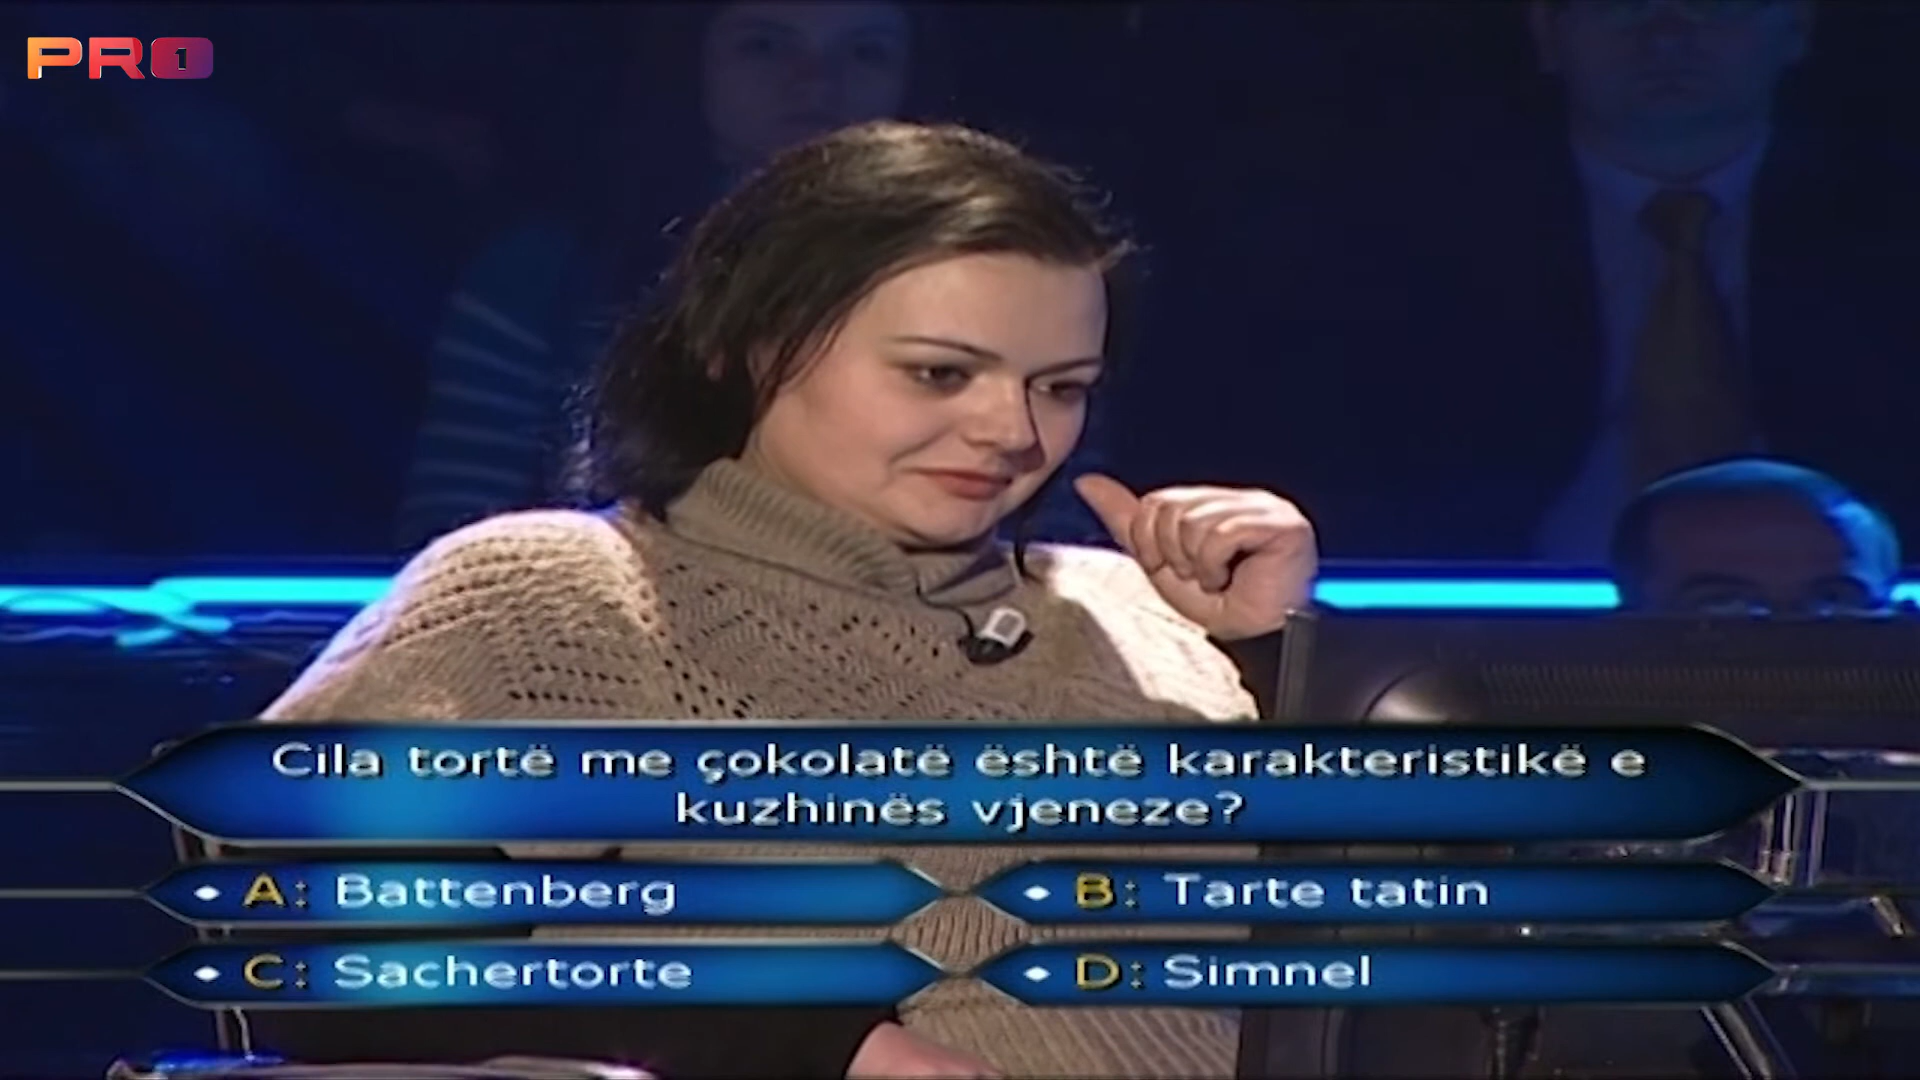 PRO 1
Cila tortë me çokolatë është karakteristikë e
kuzhinës vjeneze?
A: Battenberg
B: Tarte tatin
C: Sachertorte
D: Simnel